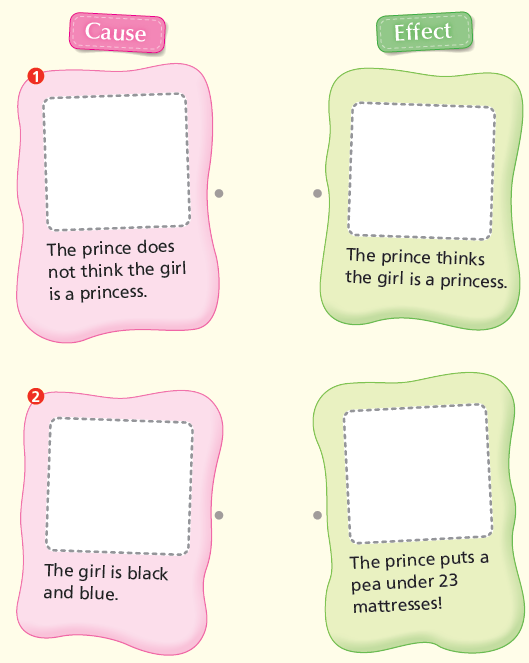 Cause
Effect
1
The prince does
not think the girl
is a princess.
The prince thinks
the girl is a princess.
2
The girl is black
and blue.
The prince puts a
pea under 23
mattresses!